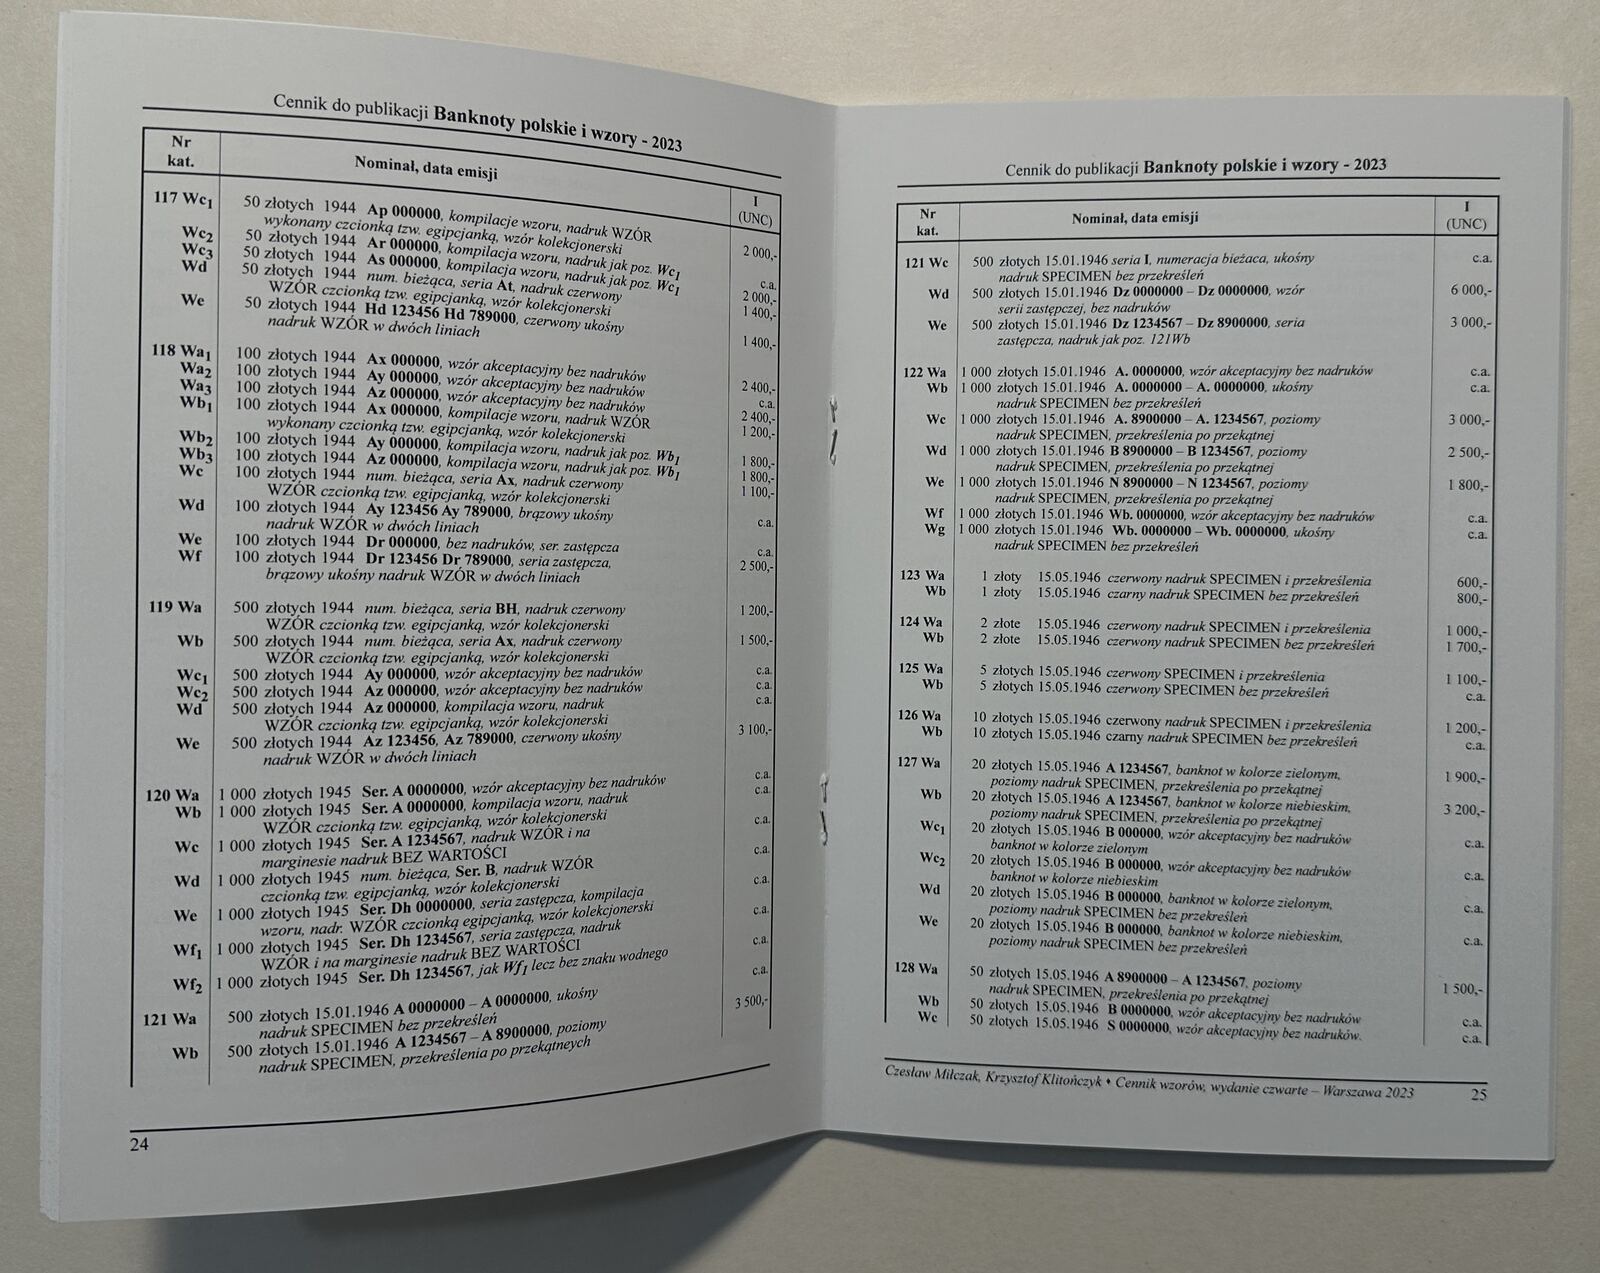 Cennik do publikacji Banknoty polskie i wzory - 2023
Nr kat. Nominał, data emisji I (UNC)
117 Wc1 50 złotych 1944 Ap 000000, kompilacje wzoru, nadruk WZÓR
wykonany czcionką tzw. egipcjanką, wzór kolekcjonerski 2 000,-
Wc2 50 złotych 1944 Ar 000000, kompilacja wzoru, nadruk jak poz. Wc1 c.a.
Wc3 50 złotych 1944 As 000000, kompilacja wzoru, nadruk jak poz. Wc1 2 000,-
Wd 50 złotych 1944 num. bieżąca, seria At, nadruk czerwony
WZÓR czcionką tzw. egipcjanką, wzór kolekcjonerski 1 400,-
We 50 złotych 1944 Hd 123456 Hd 789000, czerwony ukośny
nadruk WZÓR w dwóch liniach 1 400,-
118 Wa1 100 złotych 1944 Ax 000000, wzór akceptacyjny bez nadruków 2 400,-
Wa2 100 złotych 1944 Ay 000000, wzór akceptacyjny bez nadruków c.a.
Wa3 100 złotych 1944 Az 000000, wzór akceptacyjny bez nadruków 2 400,-
Wb1 100 złotych 1944 Ax 000000, kompilacje wzoru, nadruk WZÓR
wykonany czcionką tzw. egipcjanką, wzór kolekcjonerski 1 200,-
Wb2 100 złotych 1944 Ay 000000, kompilacja wzoru, nadruk jak poz. Wb1 1 800,-
Wb3 100 złotych 1944 Az 000000, kompilacja wzoru, nadruk jak poz. Wb1 1 800,-
Wc 100 złotych 1944 num. bieżąca, seria Ax, nadruk czerwony
WZÓR czcionką tzw. egipcjanką, wzór kolekcjonerski 1 100,-
Wd 100 złotych 1944 Ay 123456 Ay 789000, brązowy ukośny
nadruk WZÓR w dwóch liniach c.a.
We 100 złotych 1944 Dr 000000, bez nadruków, ser. zastępcza c.a.
Wf 100 złotych 1944 Dr 123456 Dr 789000, seria zastępcza,
brązowy ukośny nadruk WZÓR w dwóch liniach 2 500,-
119 Wa 500 złotych 1944 num. bieżąca, seria BH, nadruk czerwony
WZÓR czcionką tzw. egipcjanką, wzór kolekcjonerski 1 200,-
Wb 500 złotych 1944 num. bieżąca, seria Ax, nadruk czerwony
WZÓR czcionką tzw. egipcjanką, wzór kolekcjonerski 1 500,-
Wc1 500 złotych 1944 Ay 000000, wzór akceptacyjny bez nadruków c.a.
Wc2 500 złotych 1944 Az 000000, wzór akceptacyjny bez nadruków c.a.
Wd 500 złotych 1944 Az 000000, kompilacja wzoru, nadruk
WZÓR czcionką tzw. egipcjanką, wzór kolekcjonerski c.a.
We 500 złotych 1944 Az 123456, Az 789000, czerwony ukośny
nadruk WZÓR w dwóch liniach 3 100,-
120 Wa 1 000 złotych 1945 Ser. A 0000000, wzór akceptacyjny bez nadruków c.a.
Wb 1 000 złotych 1945 Ser. A 0000000, kompilacja wzoru, nadruk
WZÓR czcionką tzw. egipcjanką, wzór kolekcjonerski c.a.
Wc 1 000 złotych 1945 Ser. A 1234567, nadruk WZÓR i na
marginesie nadruk BEZ WARTOŚCI c.a.
Wd 1 000 złotych 1945 num. bieżąca, Ser. B, nadruk WZÓR
czcionką tzw. egipcjanką, wzór kolekcjonerski c.a.
We 1 000 złotych 1945 Ser. Dh 0000000, seria zastępcza, kompilacja
wzoru, nadr. WZÓR czcionką egipcjanką, wzór kolekcjonerski c.a.
Wf1 1 000 złotych 1945 Ser. Dh 1234567, seria zastępcza, nadruk
WZÓR i na marginesie nadruk BEZ WARTOŚCI c.a.
Wf2 1 000 złotych 1945 Ser. Dh 1234567, jak Wf1 lecz bez znaku wodnego c.a.
121 Wa 500 złotych 15.01.1946 A 0000000 – A 0000000, ukośny
nadruk SPECIMEN bez przekreśleń c.a.
Wb 500 złotych 15.01.1946 A 1234567 – A 8900000, poziomy
nadruk SPECIMEN, przekreślenia po przekątneych 3 500,-
24
Cennik do publikacji Banknoty polskie i wzory - 2023
Nr kat. Nominał, data emisji I (UNC)
121 Wc 500 złotych 15.01.1946 seria I, numeracja bieżaca, ukośny c.a.
nadruk SPECIMEN bez przekreśleń
Wd 500 złotych 15.01.1946 Dz 0000000 – Dz 0000000, wzór 6 000,-
serii zastępczej, bez nadruków
We 500 złotych 15.01.1946 Dz 1234567 – Dz 8900000, seria 3 000,-
zastępcza, nadruk jak poz. 121Wb
122 Wa 1 000 złotych 15.01.1946 A. 0000000, wzór akceptacyjny bez nadruków c.a.
Wb 1 000 złotych 15.01.1946 A. 0000000 – A. 0000000, ukośny c.a.
nadruk SPECIMEN bez przekreśleń
Wc 1 000 złotych 15.01.1946 A. 8900000 – A. 1234567, poziomy 3 000,-
nadruk SPECIMEN, przekreślenia po przekątnej
Wd 1 000 złotych 15.01.1946 B 8900000 – B 1234567, poziomy 2 500,-
nadruk SPECIMEN, przekreślenia po przekątnej
We 1 000 złotych 15.01.1946 N 8900000 – N 1234567, poziomy 1 800,-
nadruk SPECIMEN, przekreślenia po przekątnej
Wf 1 000 złotych 15.01.1946 Wb. 0000000, wzór akceptacyjny bez nadruków c.a.
Wg 1 000 złotych 15.01.1946 Wb. 0000000 – Wb. 0000000, ukośny c.a.
nadruk SPECIMEN bez przekreśleń
123 Wa 1 złoty 15.05.1946 czerwony nadruk SPECIMEN i przekreślenia 600,-
Wb 1 złoty 15.05.1946 czarny nadruk SPECIMEN bez przekreśleń 800,-
124 Wa 2 złote 15.05.1946 czerwony nadruk SPECIMEN i przekreślenia 1 000,-
Wb 2 złote 15.05.1946 czerwony nadruk SPECIMEN bez przekreśleń 1 700,-
125 Wa 5 złotych 15.05.1946 czerwony SPECIMEN i przekreślenia 1 100,-
Wb 5 złotych 15.05.1946 czerwony SPECIMEN bez przekreśleń c.a.
126 Wa 10 złotych 15.05.1946 czerwony nadruk SPECIMEN i przekreślenia 1 200,-
Wb 10 złotych 15.05.1946 czarny nadruk SPECIMEN bez przekreśleń c.a.
127 Wa 20 złotych 15.05.1946 A 1234567, banknot w kolorze zielonym, 1 900,-
poziomy nadruk SPECIMEN, przekreślenia po przekątnej
Wb 20 złotych 15.05.1946 A 1234567, banknot w kolorze niebieskim, 3 200,-
poziomy nadruk SPECIMEN, przekreślenia po przekątnej
Wc1 20 złotych 15.05.1946 B 000000, wzór akceptacyjny bez nadruków c.a.
banknot w kolorze zielonym
Wc2 20 złotych 15.05.1946 B 000000, wzór akceptacyjny bez nadruków c.a.
banknot w kolorze niebieskim
Wd 20 złotych 15.05.1946 B 000000, banknot w kolorze zielonym, c.a.
poziomy nadruk SPECIMEN bez przekreśleń
We 20 złotych 15.05.1946 B 000000, banknot w kolorze niebieskim, c.a.
poziomy nadruk SPECIMEN bez przekreśleń
128 Wa 50 złotych 15.05.1946 A 8900000 – A 1234567, poziomy 1 500,-
nadruk SPECIMEN, przekreślenia po przekątnej
Wb 50 złotych 15.05.1946 B 0000000, wzór akceptacyjny bez nadruków c.a.
Wc 50 złotych 15.05.1946 S 0000000, wzór akceptacyjny bez nadruków. c.a.
Czesław Miłczak, Krzysztof Klitończyk • Cennik wzorów, wydanie czwarte – Warszawa 2023 25